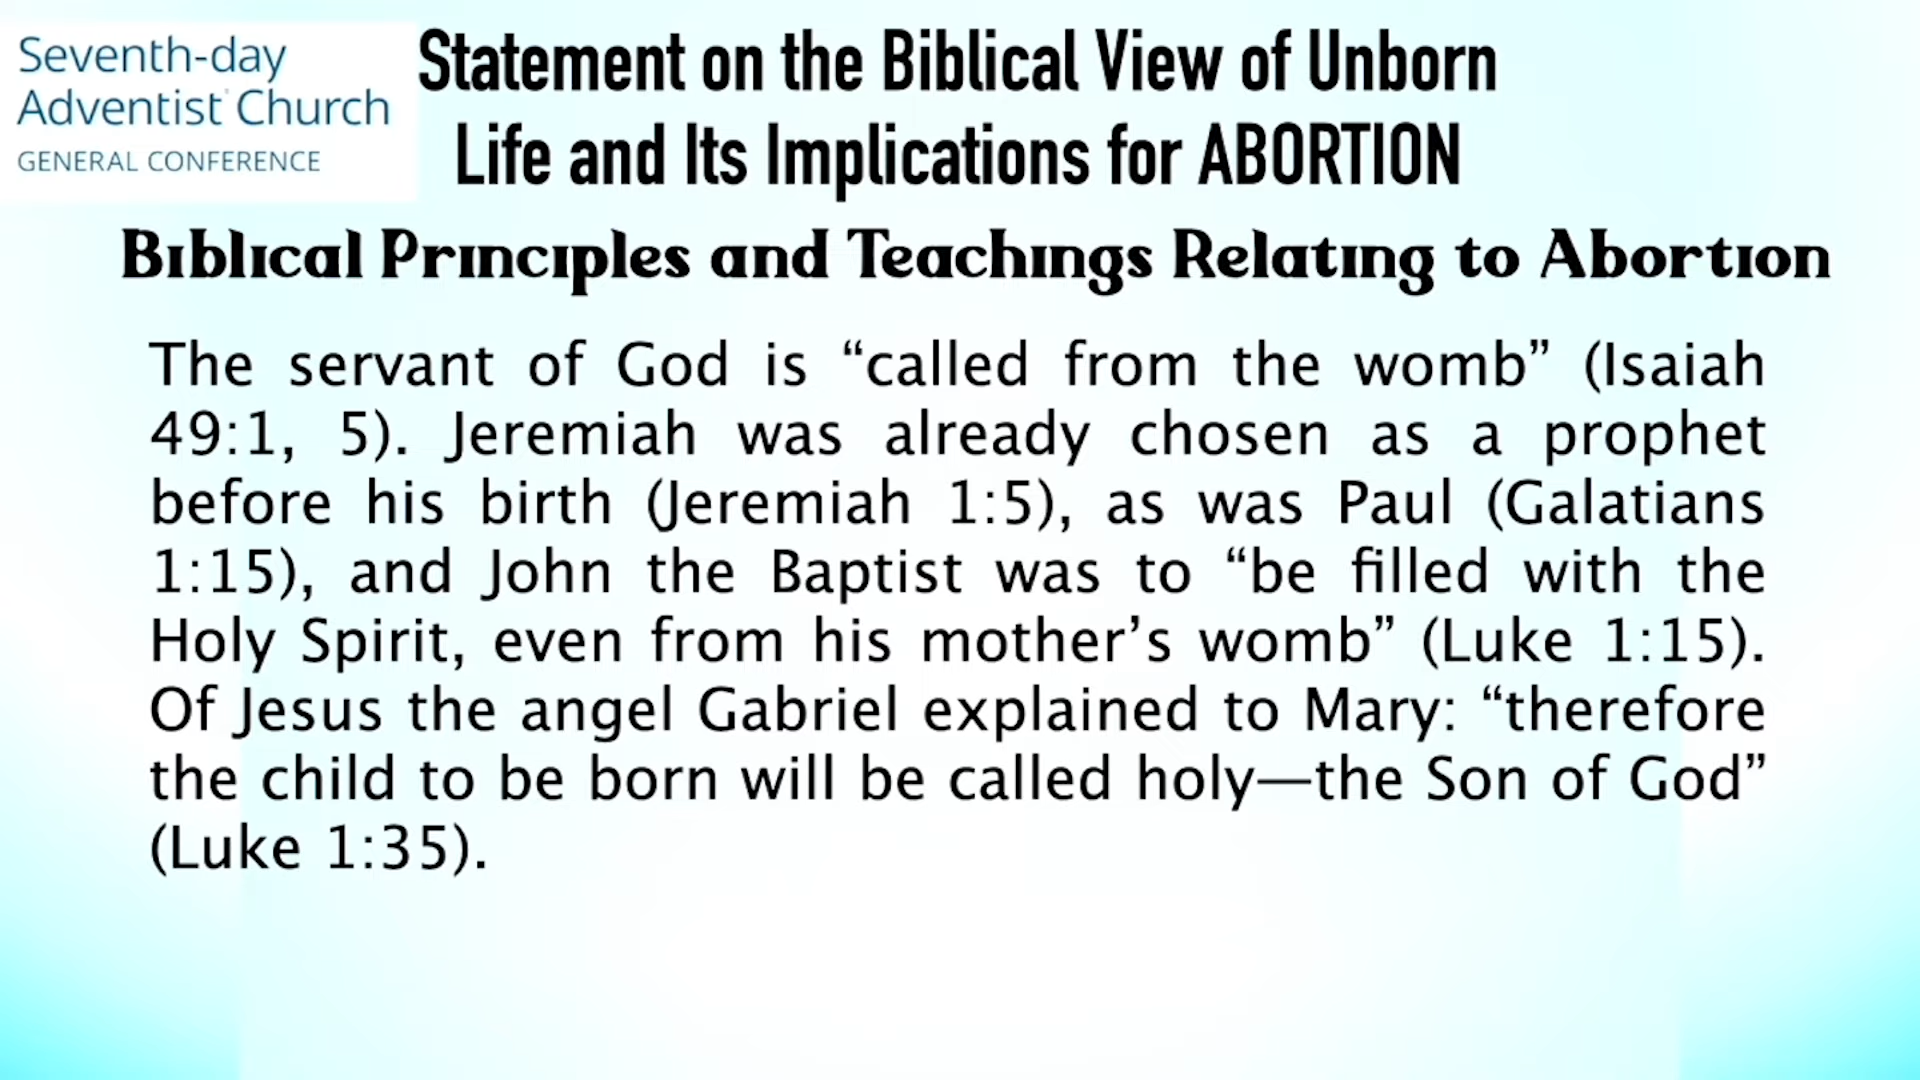 Seventh-day
Adventist Church
GENERAL CONFERENCE
Statement on the Biblical View of Unborn
Life and Its Implications for ABORTION
Biblical Principles and Teachings Relating to Abortion
The servant of God is “called from the womb” (Isaiah
49:1, 5). Jeremiah was already chosen as a prophet
before his birth (Jeremiah 1:5), as was Paul (Galatians
1:15), and John the Baptist was to “be filled with the
Holy Spirit, even from his mother’s womb” (Luke 1:15).
Of Jesus the angel Gabriel explained to Mary: “therefore
the child to be born will be called holy—the Son of God”
(Luke 1:35).